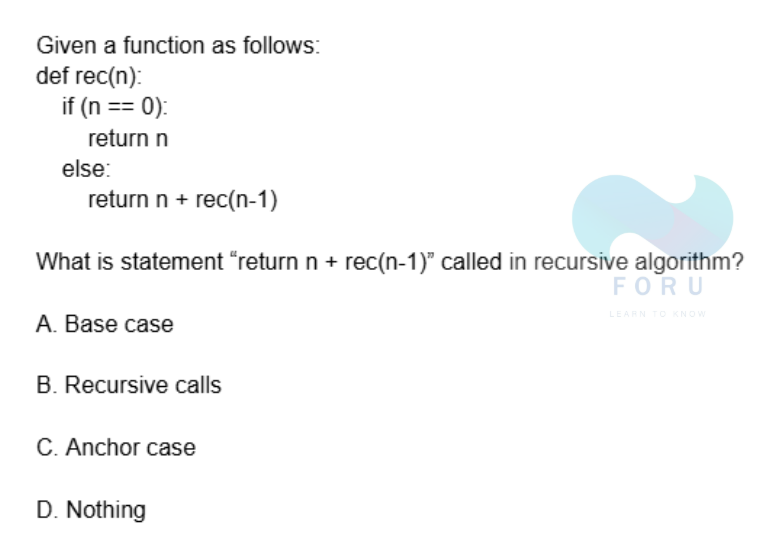 Given a function as follows:
def rec(n):
if (n == 0):
return n
else:
return n + rec(n-1)
What is statement “return n + rec(n-1)” called in recursive algorithm?
FORU
LEARN TO KNOW
A. Base case
B. Recursive calls
C. Anchor case
D. Nothing